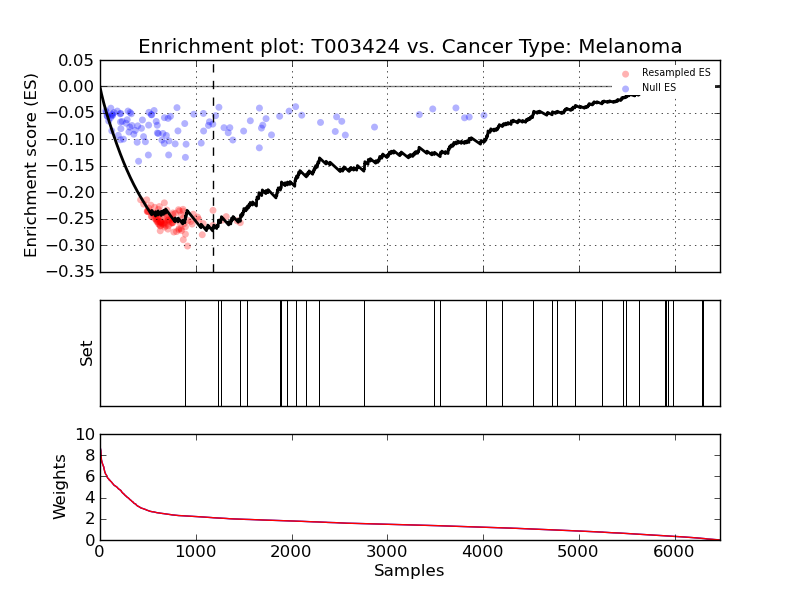 Enrichment plot: T003424 vs. Cancer Type: Melanoma
Enrichment score (ES)
0.05
0.00
−0.05
−0.10
−0.15
−0.20
−0.25
−0.30
−0.35
Resampled ES
Null ES
Set
Weights
10
8
6
4
2
0
0 1000 2000 3000 4000 5000 6000
Samples